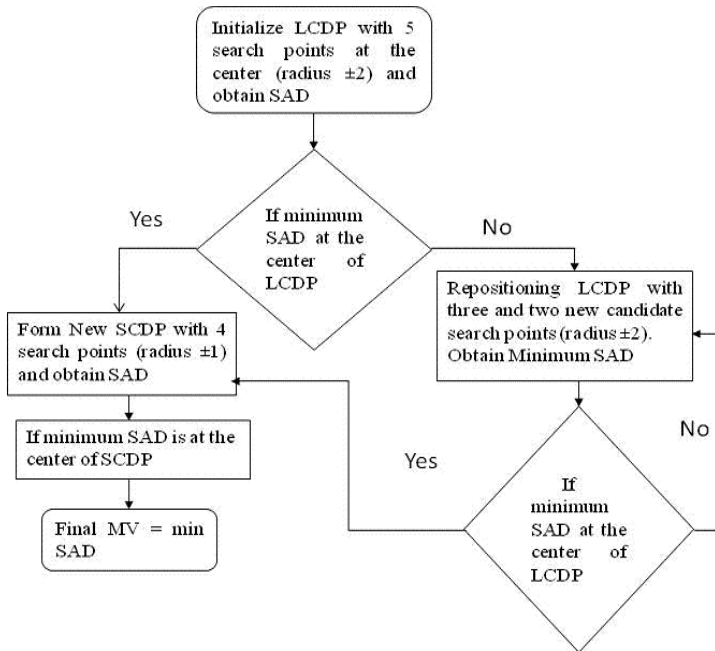 Initialize LCDP with 5
search points at the
center (radius ±2) and
obtain SAD
Yes
If minimum
SAD at the
center of
LCDP
No
Form New SCDP with 4
search points (radius ±1)
and obtain SAD
Repositioning LCDP with
three and two new candidate
search points (radius ±2).
Obtain Minimum SAD
If minimum SAD is at the
center of SCDP
Final MV = min
SAD
Yes
If
minimum
SAD at the
center of
LCDP
No